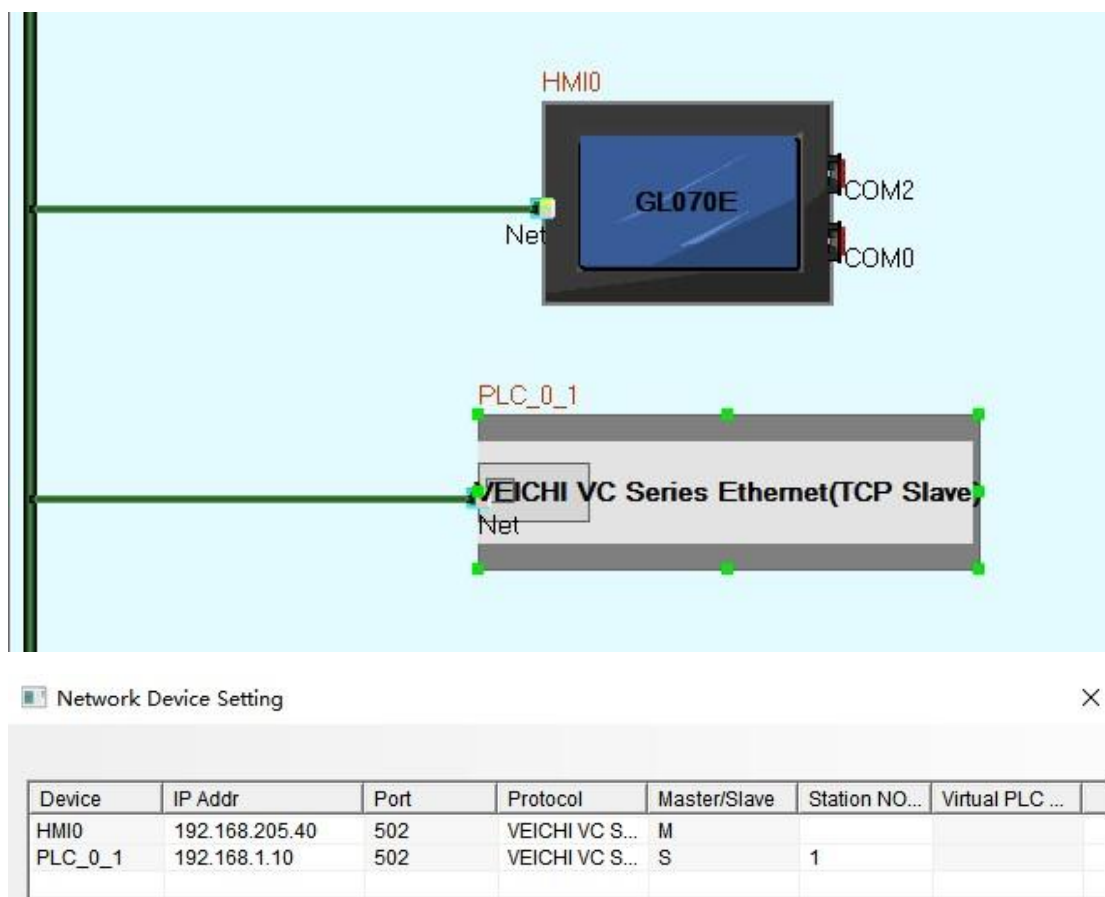 HMI0
GL070E
COM2
Net
COM0
PLC_0_1
VEICHI VC Series Ethernet(TCP Slave)
Net
Network Device Setting
Device IP Addr Port Protocol Master/Slave Station NO... Virtual PLC ...
HMI0 192.168.205.40 502 VEICHI VC S... M
PLC_0_1 192.168.1.10 502 VEICHI VC S... S 1